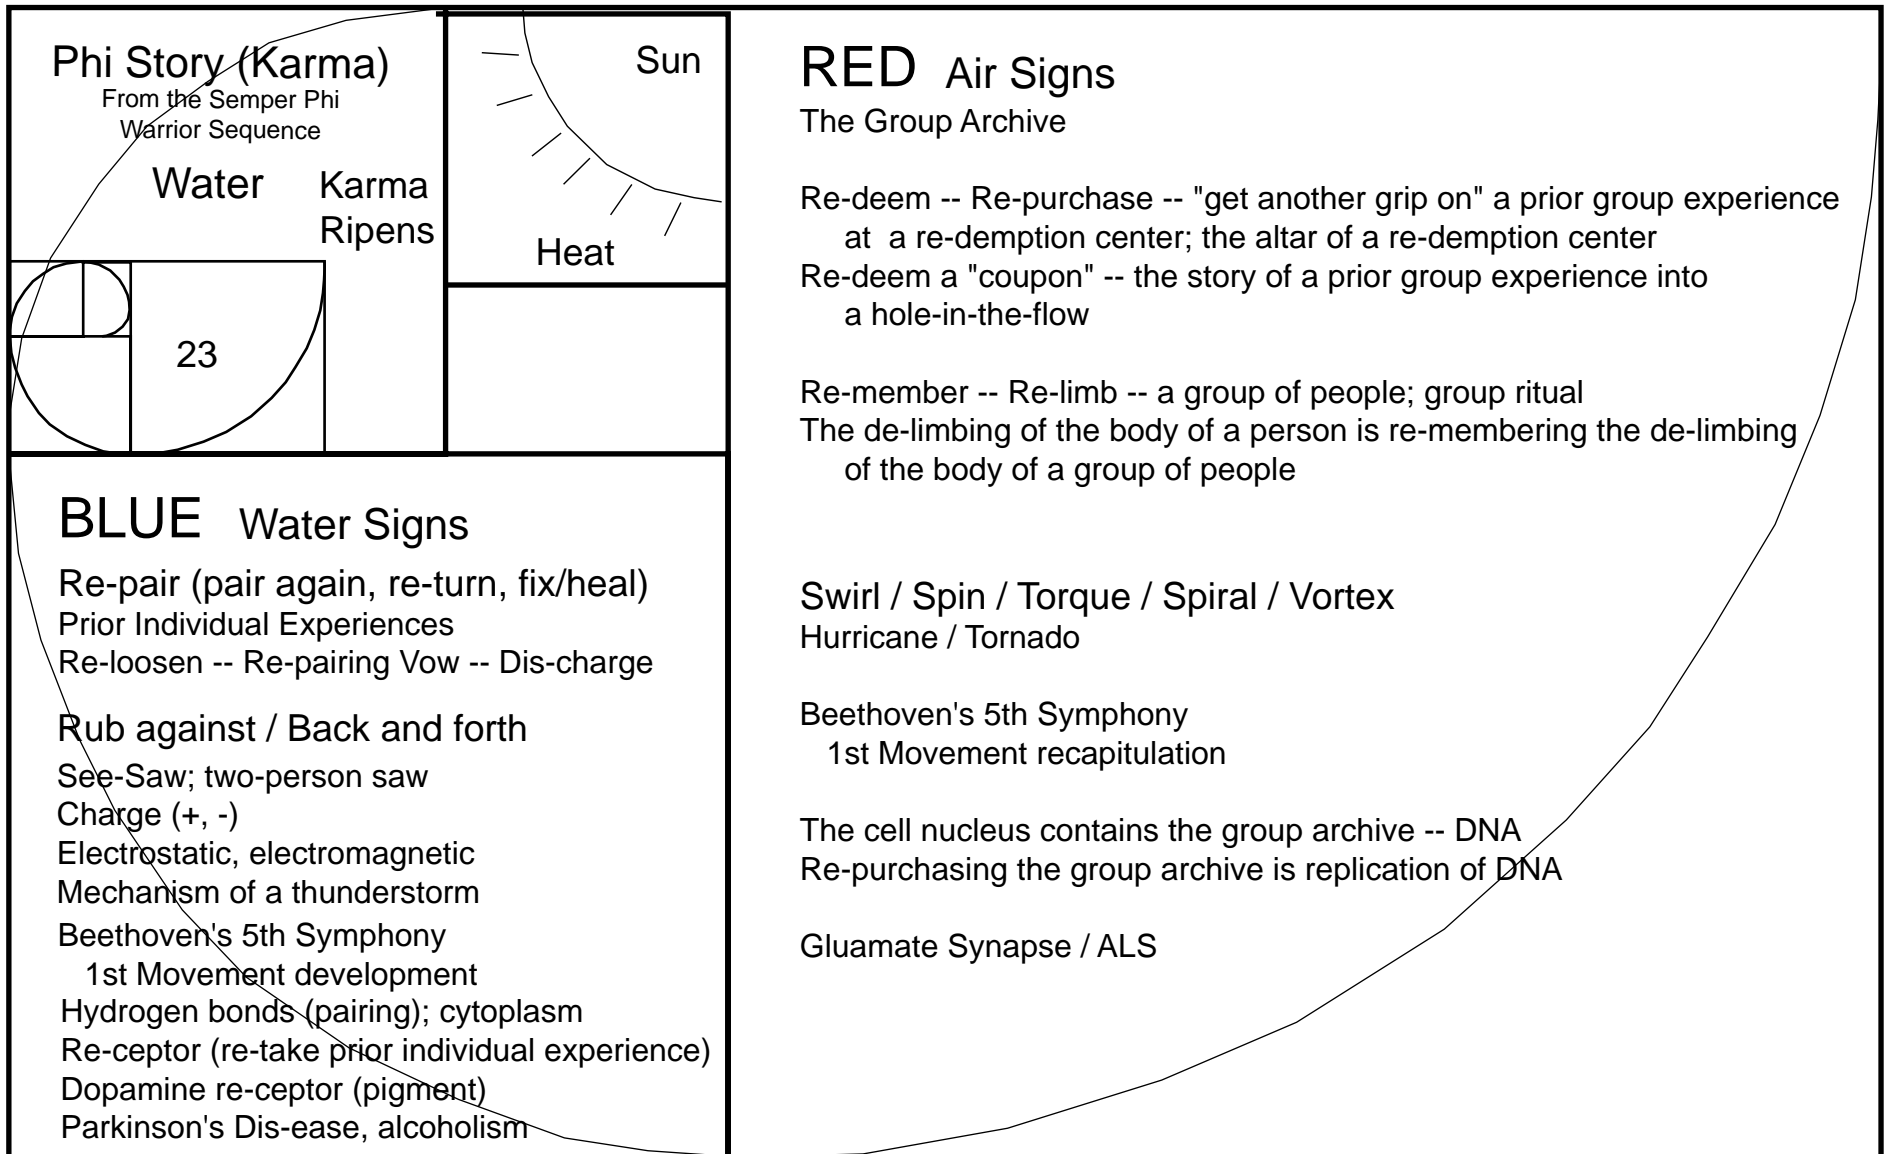 Phi Story (Karma)
From the Semper Phi
Warrior Sequence
Water
Karma
Ripens
23
Sun
Heat
BLUE Water Signs
Re-pair (pair again, re-turn, fix/heal)
Prior Individual Experiences
Re-loosen -- Re-pairing Vow -- Dis-charge
Rub against / Back and forth
See-Saw; two-person saw
Charge (+, -)
Electrostatic, electromagnetic
Mechanism of a thunderstorm
Beethoven's 5th Symphony
1st Movement development
Hydrogen bonds (pairing); cytoplasm
Re-ceptor (re-take prior individual experience)
Dopamine re-ceptor (pigment)
Parkinson's Dis-ease, alcoholism
RED Air Signs
The Group Archive
Re-deem -- Re-purchase -- "get another grip on" a prior group experience
at a re-demption center; the altar of a re-demption center
Re-deem a "coupon" -- the story of a prior group experience into
a hole-in-the-flow
Re-member -- Re-limb -- a group of people; group ritual
The de-limbing of the body of a person is re-membering the de-limbing
of the body of a group of people
Swirl / Spin / Torque / Spiral / Vortex
Hurricane / Tornado
Beethoven's 5th Symphony
1st Movement recapitulation
The cell nucleus contains the group archive -- DNA
Re-purchasing the group archive is replication of DNA
Gluamate Synapse / ALS